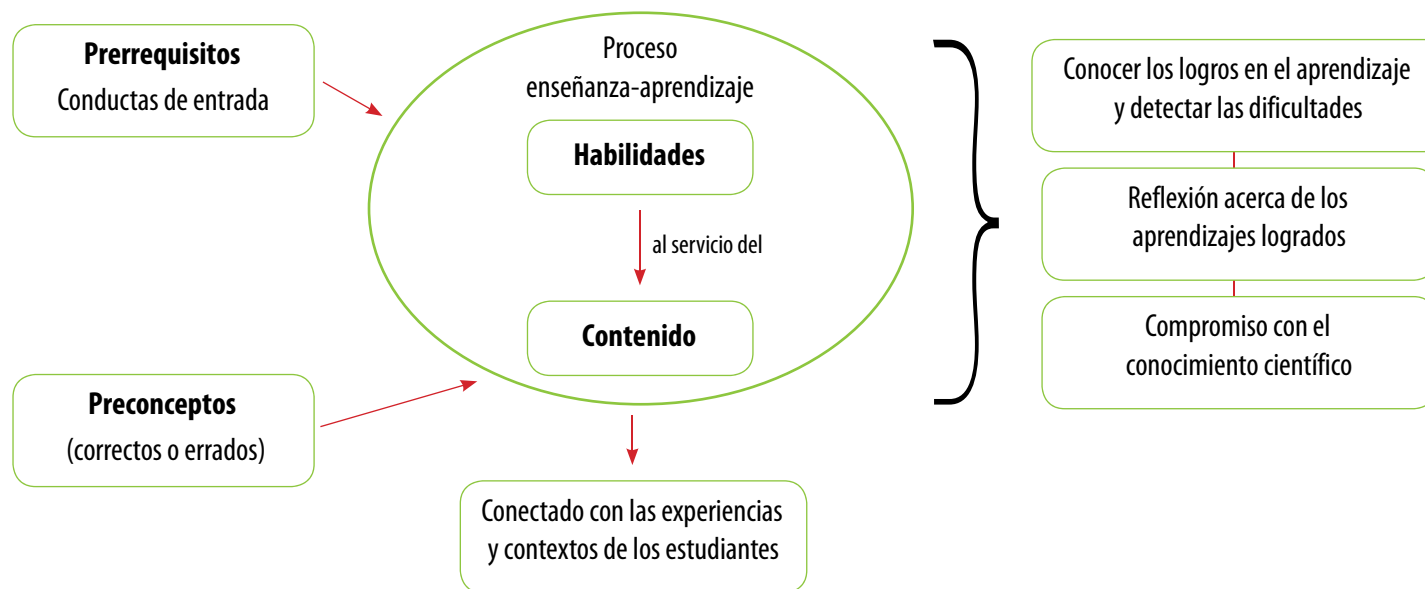 Prerrequisitos
Conductas de entrada
Preconceptos
(correctos o errados)
Proceso
enseñanza-aprendizaje
Habilidades
al servicio del
Contenido
Conectado con las experiencias
y contextos de los estudiantes
Conocer los logros en el aprendizaje
y detectar las dificultades
Reflexión acerca de los
aprendizajes logrados
Compromiso con el
conocimiento científico